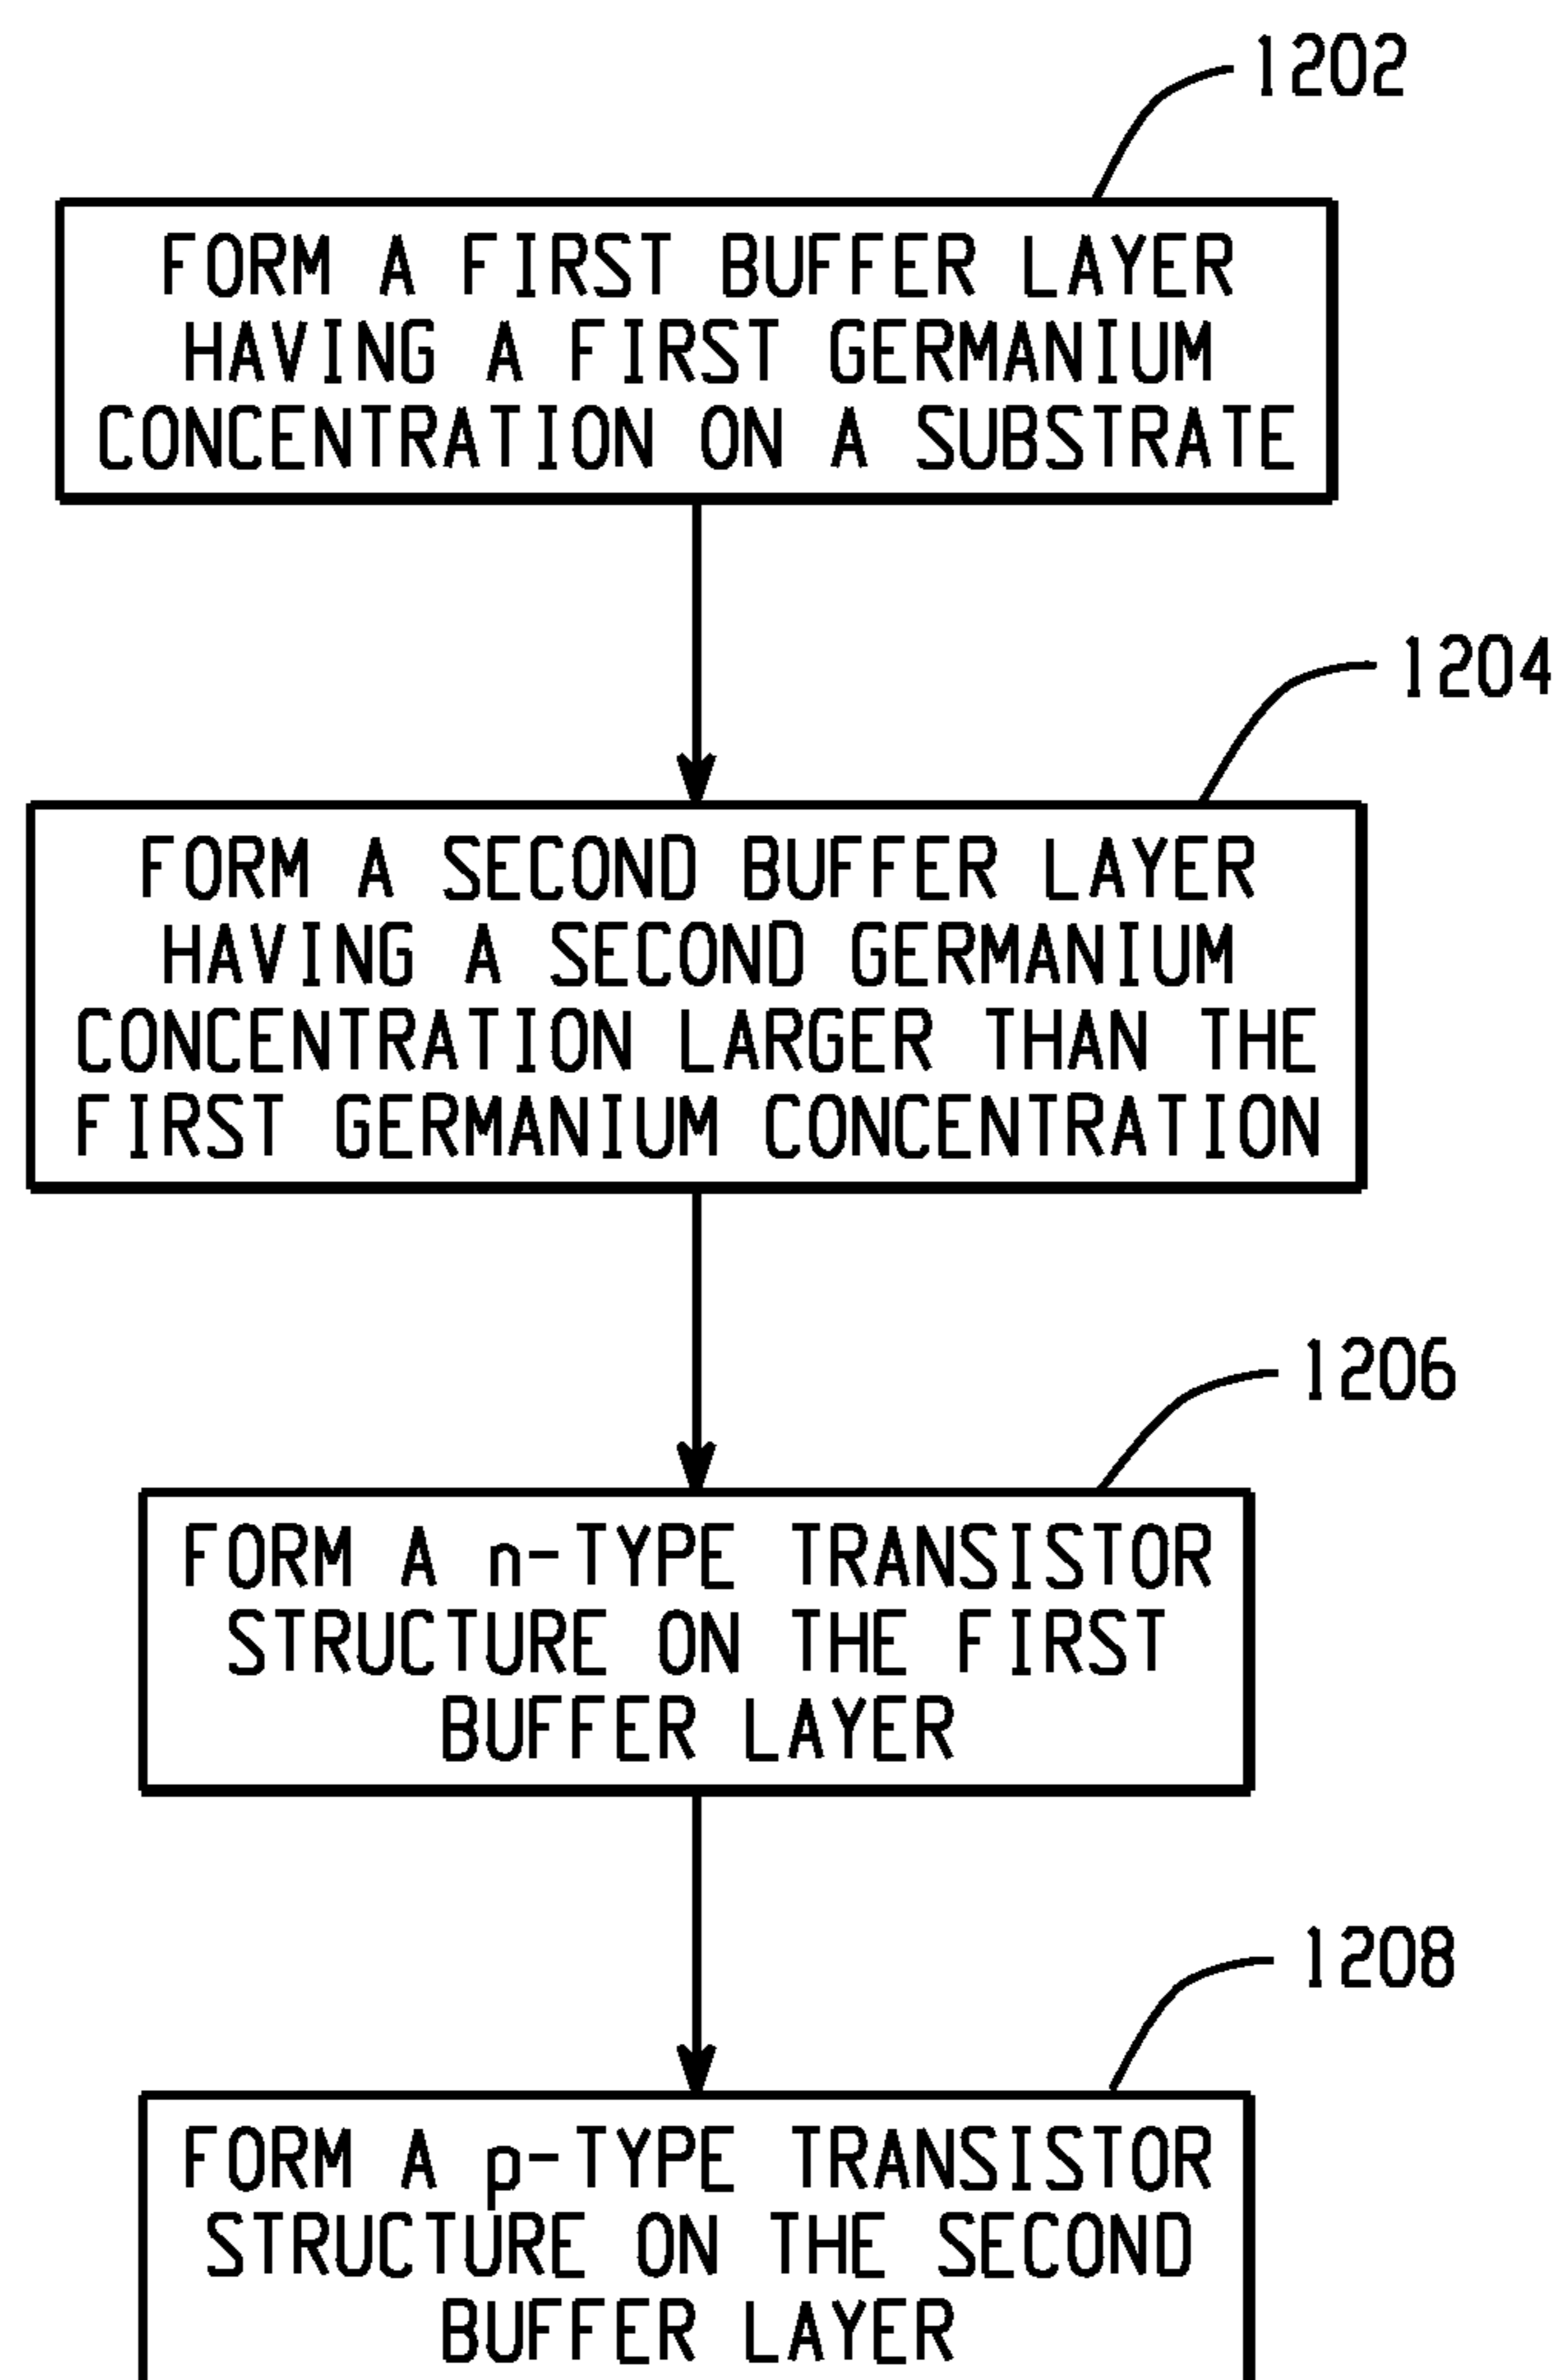 1202
FORM A FIRST BUFFER LAYER
HAVING A FIRST GERMANIUM
CONCENTRATION ON A SUBSTRATE
1204
FORM A SECOND BUFFER LAYER
HAVING A SECOND GERMANIUM
CONCENTRATION LARGER THAN THE
FIRST GERMANIUM CONCENTRATION
1206
FORM A n-TYPE TRANSISTOR
STRUCTURE ON THE FIRST
BUFFER LAYER
1208
FORM A p-TYPE TRANSISTOR
STRUCTURE ON THE SECOND
BUFFER LAYER